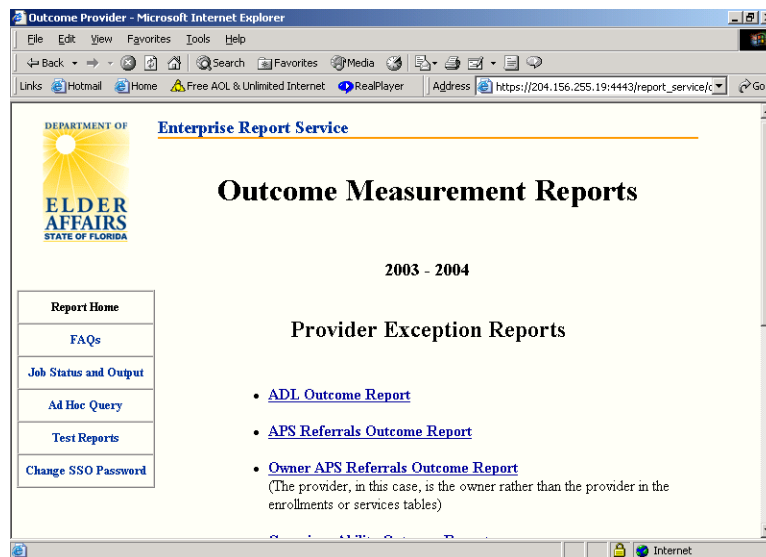 Outcome Provider - Microsoft Internet Explorer
File Edit View Favorites Tools Help
Back Search Favorites Media
Links Hotmail Home Free AOL & Unlimited Internet RealPlayer Address https://204.156.255.19:4443/report_service/c Go
DEPARTMENT OF
ELDER
AFFAIRS
STATE OF FLORIDA
Enterprise Report Service
Outcome Measurement Reports
2003 - 2004
Report Home
FAQs
Job Status and Output
Ad Hoc Query
Test Reports
Change SSO Password
Provider Exception Reports
• ADL Outcome Report
• APS Referrals Outcome Report
• Owner APS Referrals Outcome Report
(The provider, in this case, is the owner rather than the provider in the
enrollments or services tables)
Internet